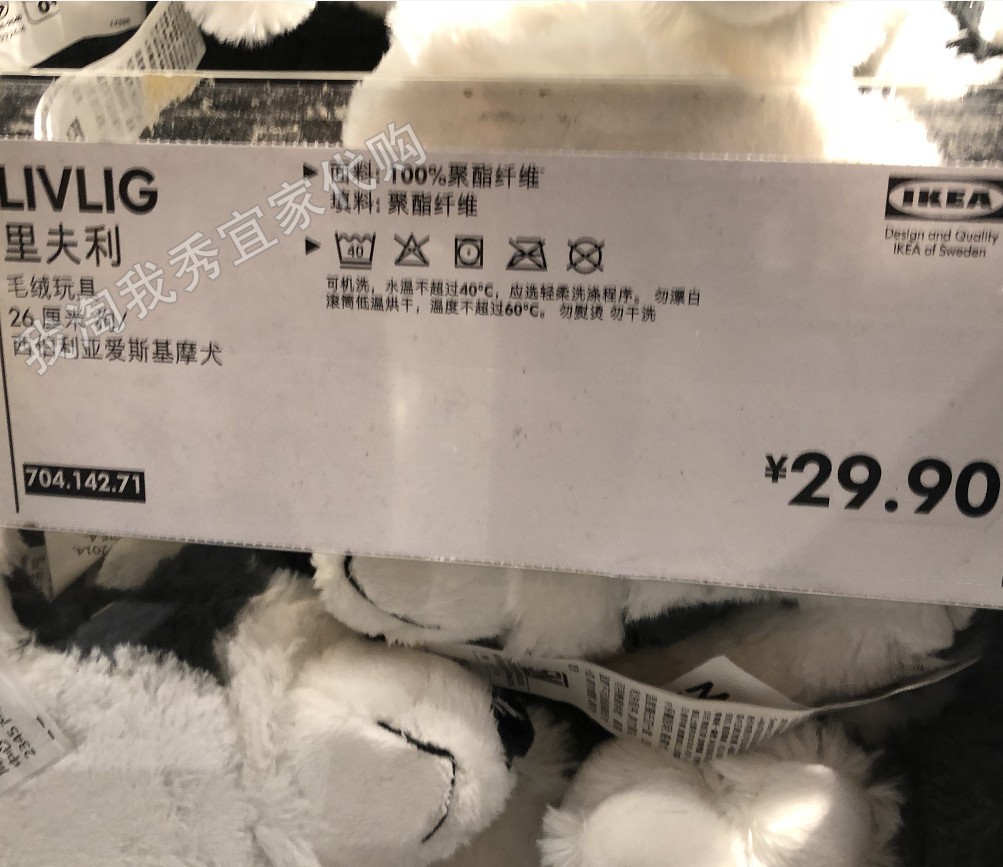 LIVLIG
里夫利
毛绒玩具
26 厘米 狗/
西伯利亚爱斯基摩犬
704.142.71
面料: 100%聚酯纤维
填料: 聚酯纤维
40
可机洗，水温不超过40°C，应选轻柔洗涤程序。 勿漂白
滚筒低温烘干，温度不超过60°C。 勿熨烫 勿干洗
IKEA
Design and Quality
IKEA of Sweden
¥29.90
我淘我秀宜家代购